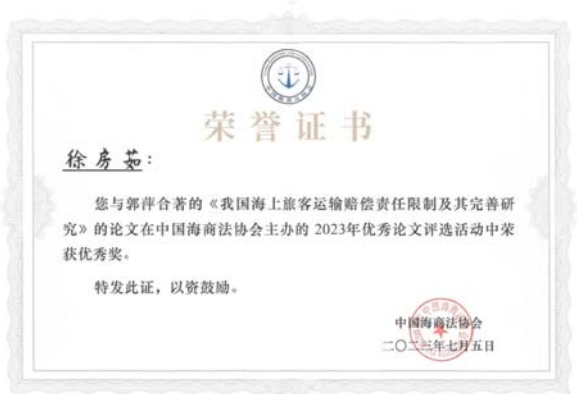 荣誉证书
徐房茹：
您与郭萍合著的《我国海上旅客运输赔偿责任限制及其完善研
究》的论文在中国海商法协会主办的 2023年优秀论文评选活动中荣
获优秀奖。
特发此证，以资鼓励。
中国海商法协会
二〇二三年七月五日